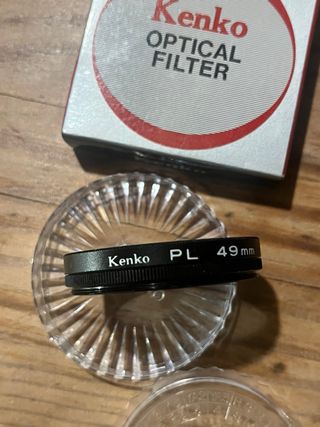 Kenko
OPTICAL
FILTER
Kenko PL 49mm